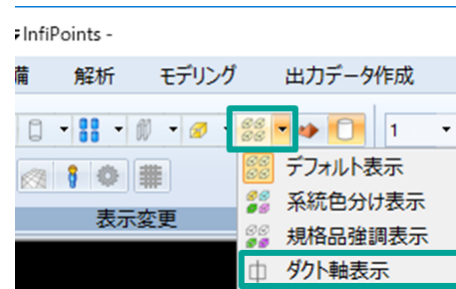 InfiPoints -
備 解析 モデリング 出力データ作成
1
デフォルト表示
系統色分け表示
規格品強調表示
ダクト軸表示
表示変更